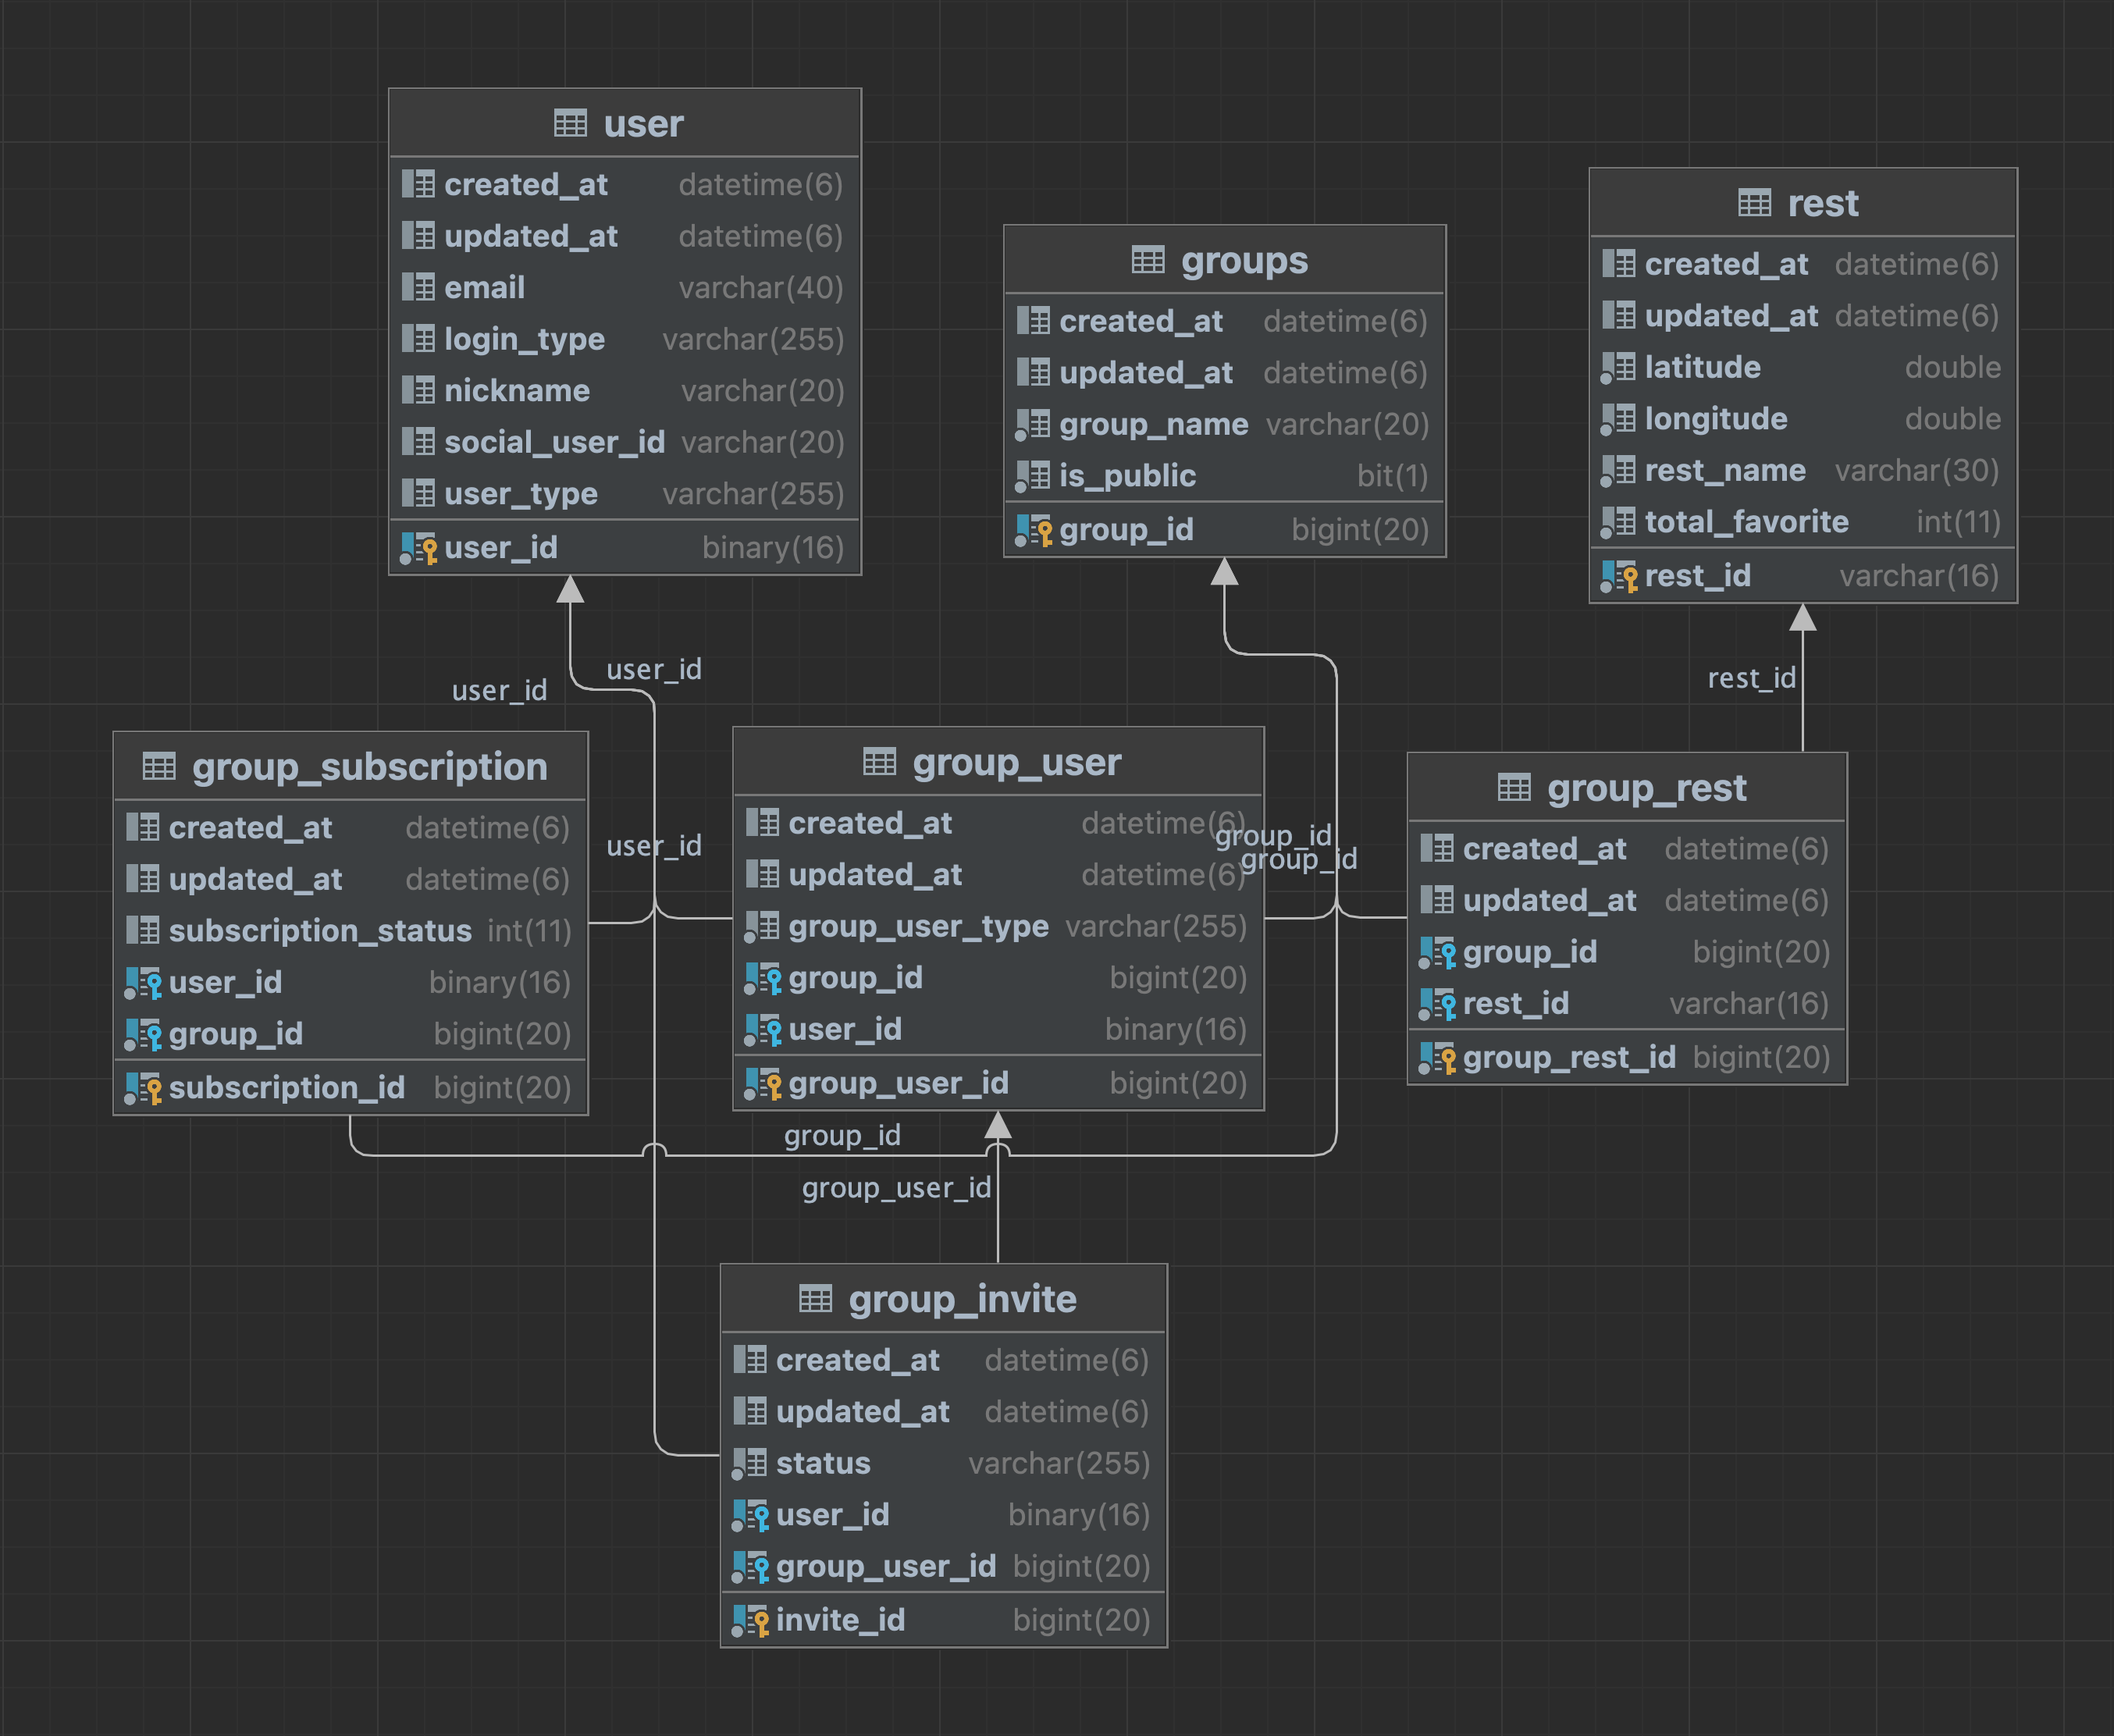 user
created_at datetime(6)
updated_at datetime(6)
email varchar(40)
login_type varchar(255)
nickname varchar(20)
social_user_id varchar(20)
user_type varchar(255)
user_id binary(16)
groups
created_at datetime(6)
updated_at datetime(6)
group_name varchar(20)
is_public bit(1)
group_id bigint(20)
rest
created_at datetime(6)
updated_at datetime(6)
latitude double
longitude double
rest_name varchar(30)
total_favorite int(11)
rest_id varchar(16)
user_id
user_id
rest_id
group_subscription
created_at datetime(6)
updated_at datetime(6)
subscription_status int(11)
user_id binary(16)
group_id bigint(20)
subscription_id bigint(20)
user_id
group_user
created_at datetime(6)
updated_at datetime(6)
group_user_type varchar(255)
group_id bigint(20)
user_id binary(16)
group_user_id bigint(20)
group_id
group_id
group_rest
created_at datetime(6)
updated_at datetime(6)
group_id bigint(20)
rest_id varchar(16)
group_rest_id bigint(20)
group_id
group_user_id
group_invite
created_at datetime(6)
updated_at datetime(6)
status varchar(255)
user_id binary(16)
group_user_id bigint(20)
invite_id bigint(20)